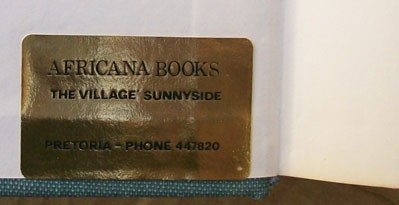 AFRICANA BOOKS
THE VILLAGE' SUNNYSIDE
PRETORIA - PHONE 447820